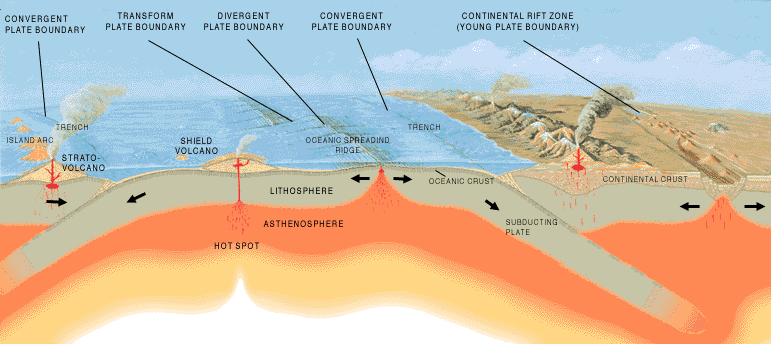 CONVERGENT
PLATE BOUNDARY
TRANSFORM
PLATE BOUNDARY
DIVERGENT
PLATE BOUNDARY
CONVERGENT
PLATE BOUNDARY
CONTINENTAL RIFT ZONE
(YOUNG PLATE BOUNDARY)
TRENCH
ISLAND ARC
STRATO-
VOLCANO
SHIELD
VOLCANO
OCEANIC SPREADING
RIDGE
TRENCH
OCEANIC CRUST
CONTINENTAL CRUST
LITHOSPHERE
ASTHENOSPHERE
SUBDUCTING
PLATE
HOT SPOT